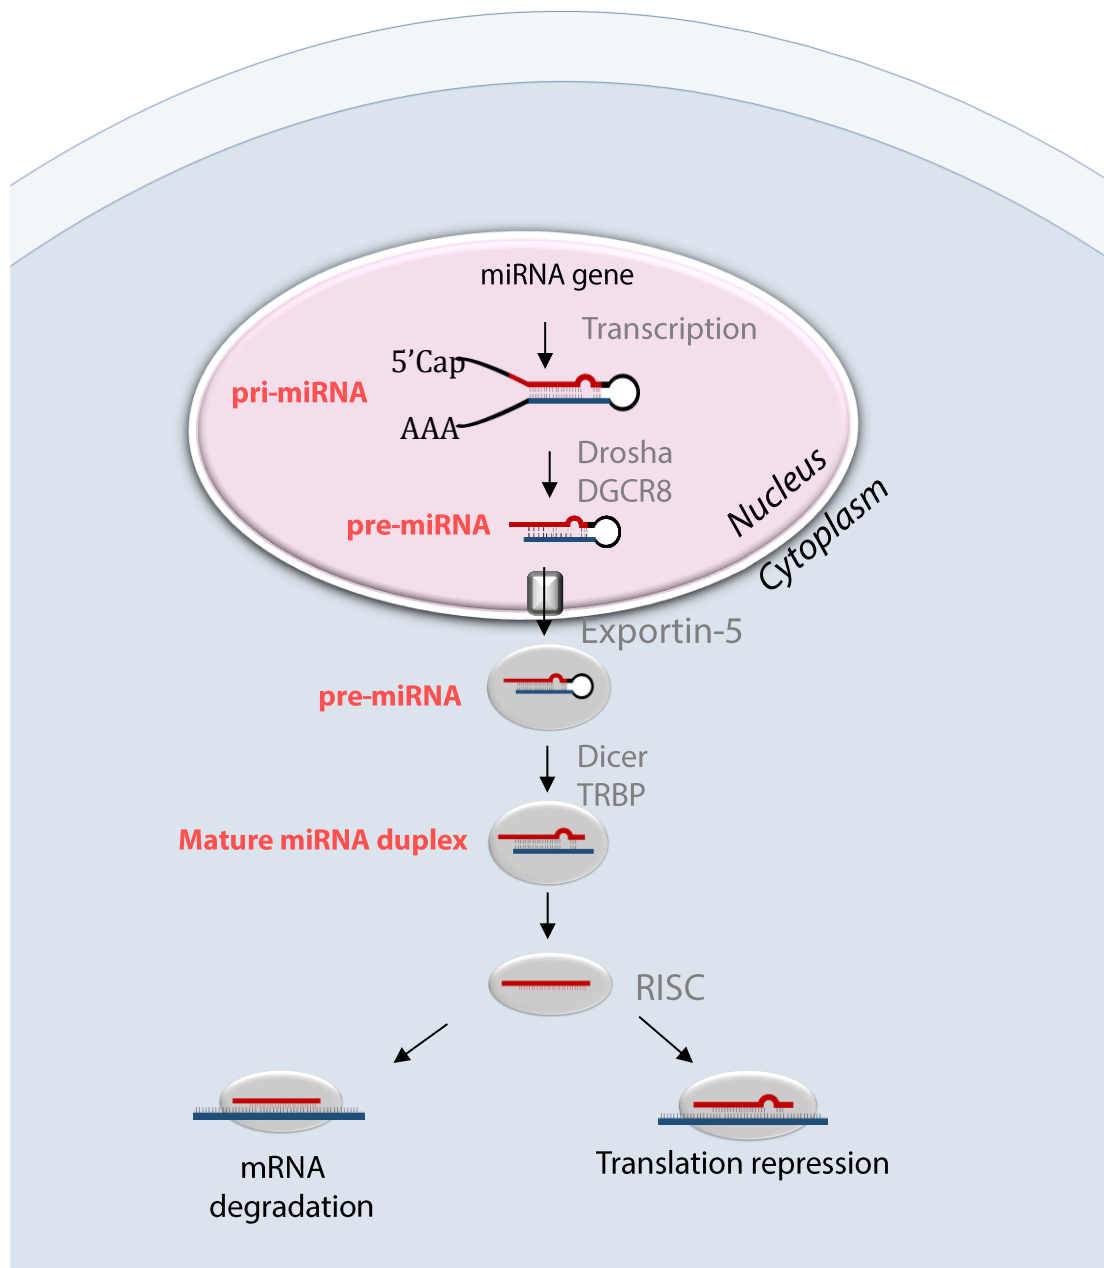 miRNA gene
Transcription
5’Cap
pri-miRNA
AAA
Drosha
DGCR8
pre-miRNA
Nucleus
Cytoplasm
Exportin-5
pre-miRNA
Dicer
TRBP
Mature miRNA duplex
RISC
mRNA
degradation
Translation repression